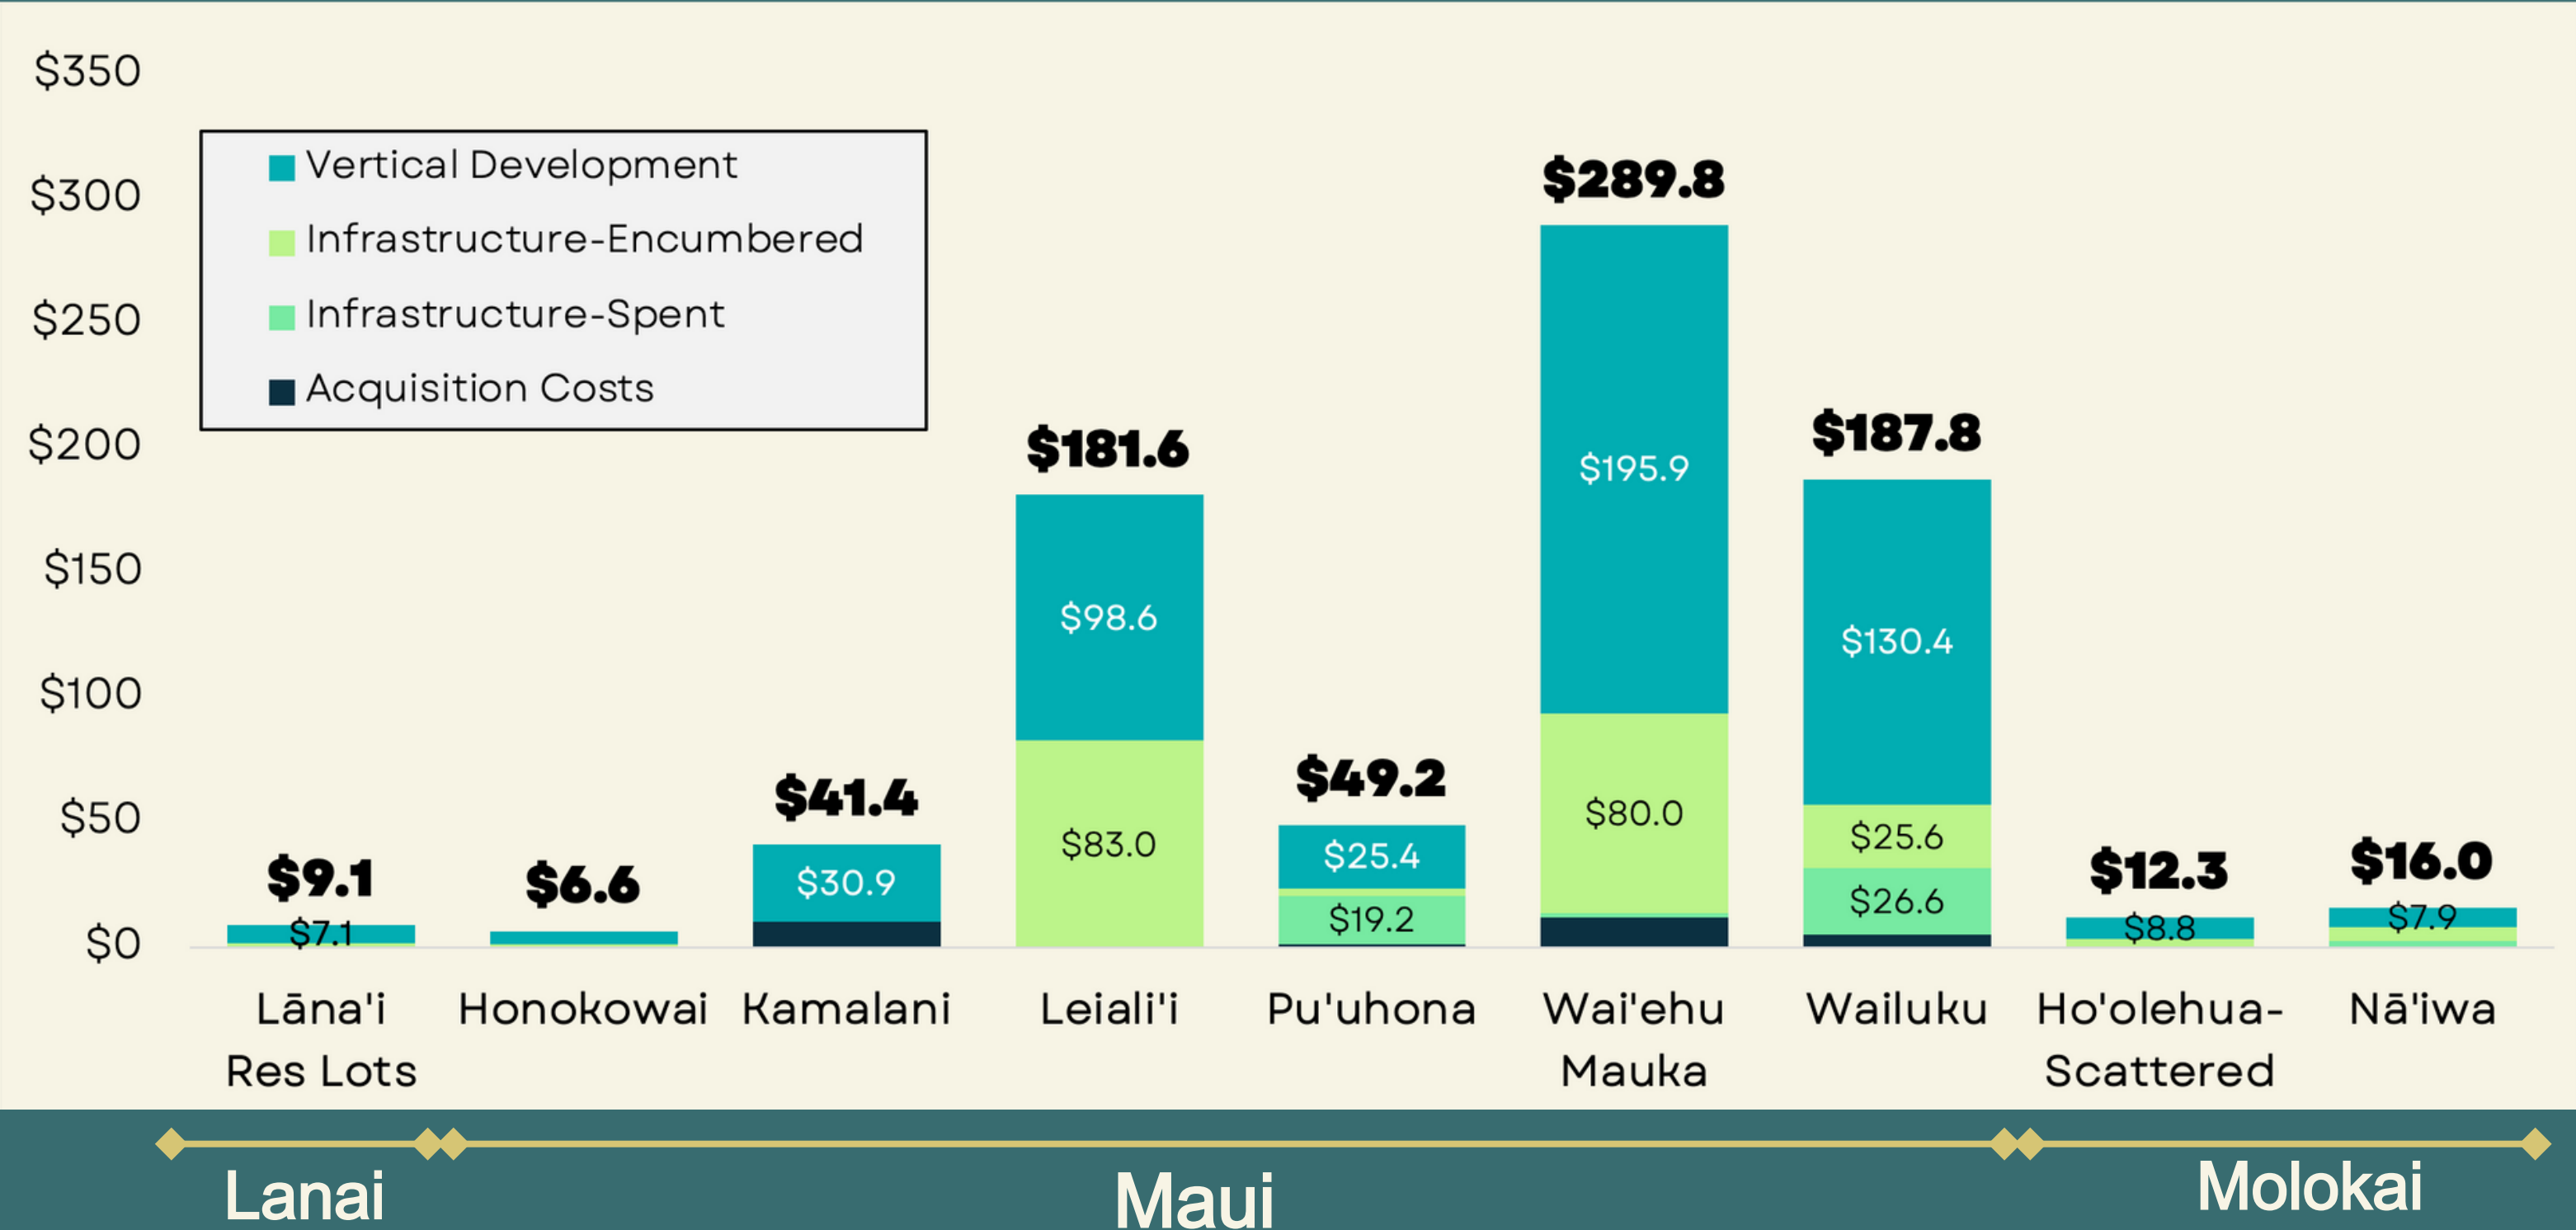 $350
$300
$250
$200
$150
$100
$50
$0
Vertical Development
Infrastructure-Encumbered
Infrastructure-Spent
Acquisition Costs
$9.1
$7.1
$6.6
$41.4
$30.9
$181.6
$98.6
$83.0
$49.2
$25.4
$19.2
$289.8
$195.9
$80.0
$187.8
$130.4
$25.6
$26.6
$12.3
$8.8
$16.0
$7.9
Lāna'i
Res Lots
Honokowai
Kamalani
Leiali'i
Pu'uhona
Wai'ehu
Mauka
Wailuku
Ho'olehua-
Scattered
Nā'iwa
Lanai
Maui
Molokai